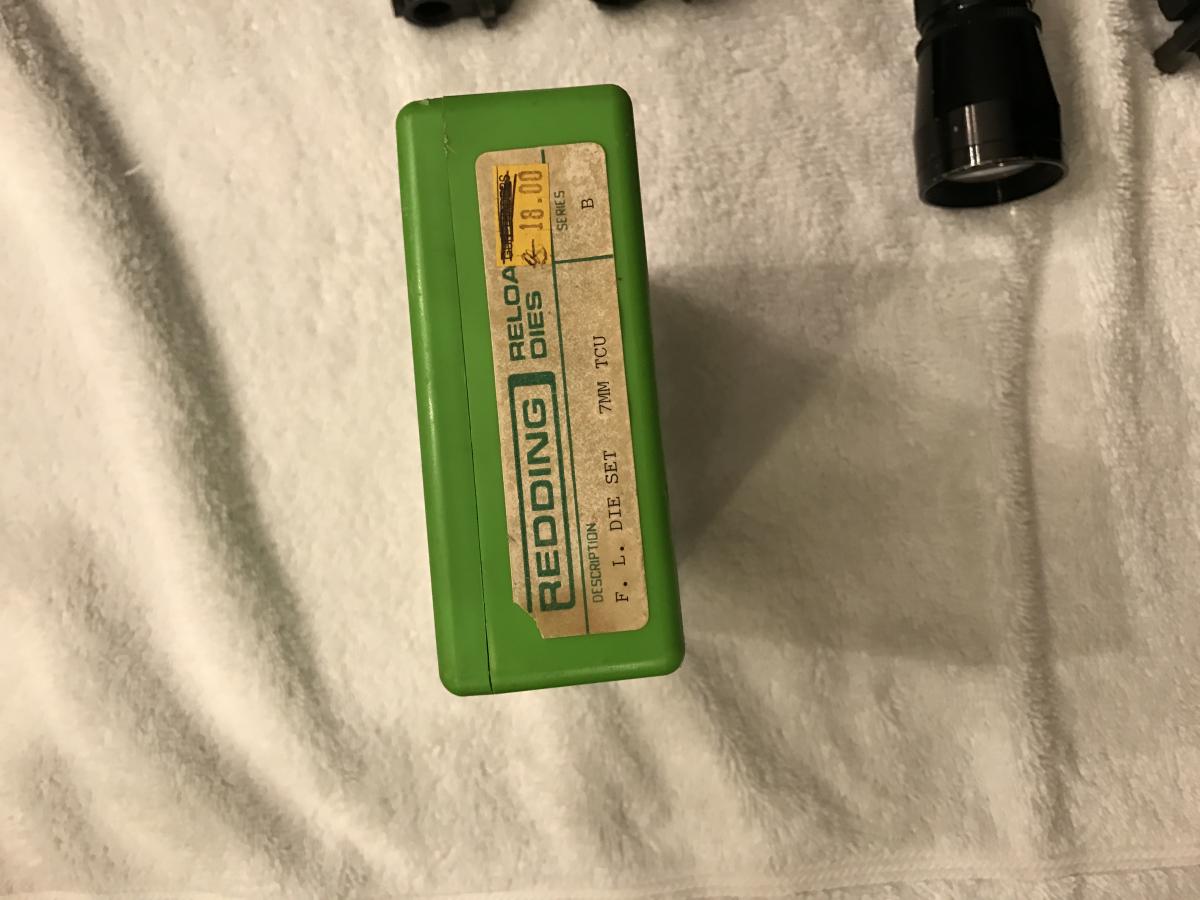 18.00
REDDING RELOA
DIES
DESCRIPTION SERIES
F. L. DIE SET 7MM TCU B